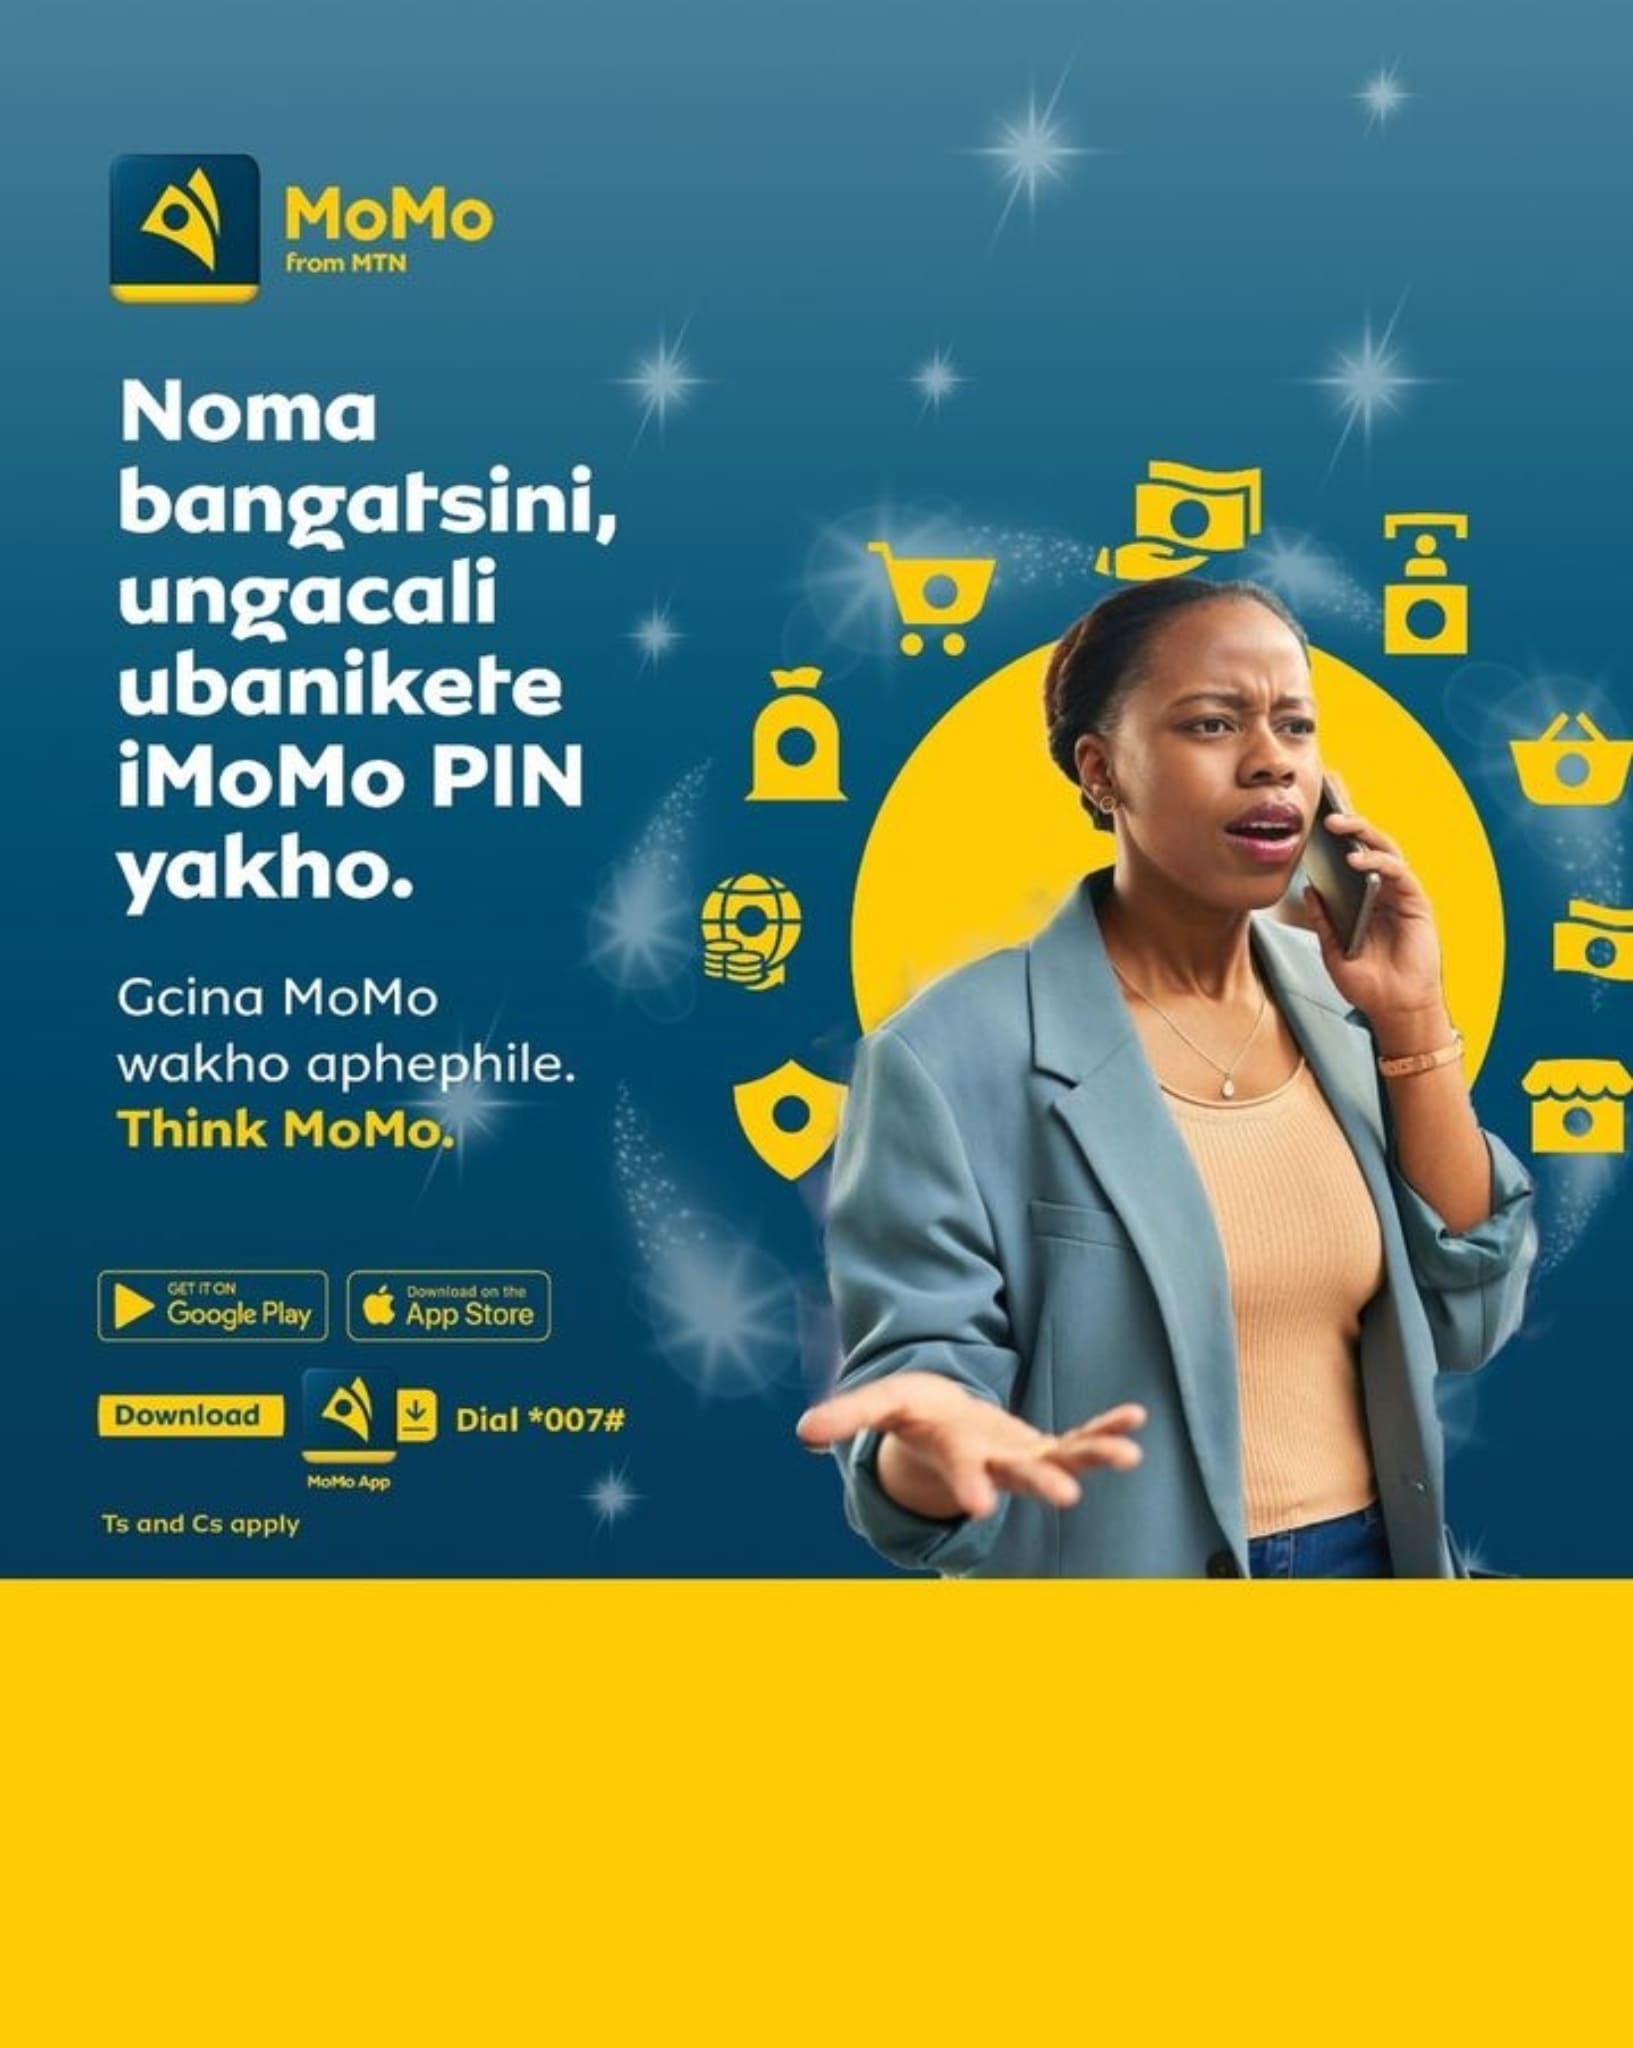 MoMo
from MTN
Noma
bangatsini,
ungacali
ubanikete
iMoMo PIN
yakho.
Gcina MoMo
wakho aphephile.
Think MoMo.
GET IT ON
Google Play
Download on the
App Store
Download
Dial *007#
MoMo App
Ts and Cs apply